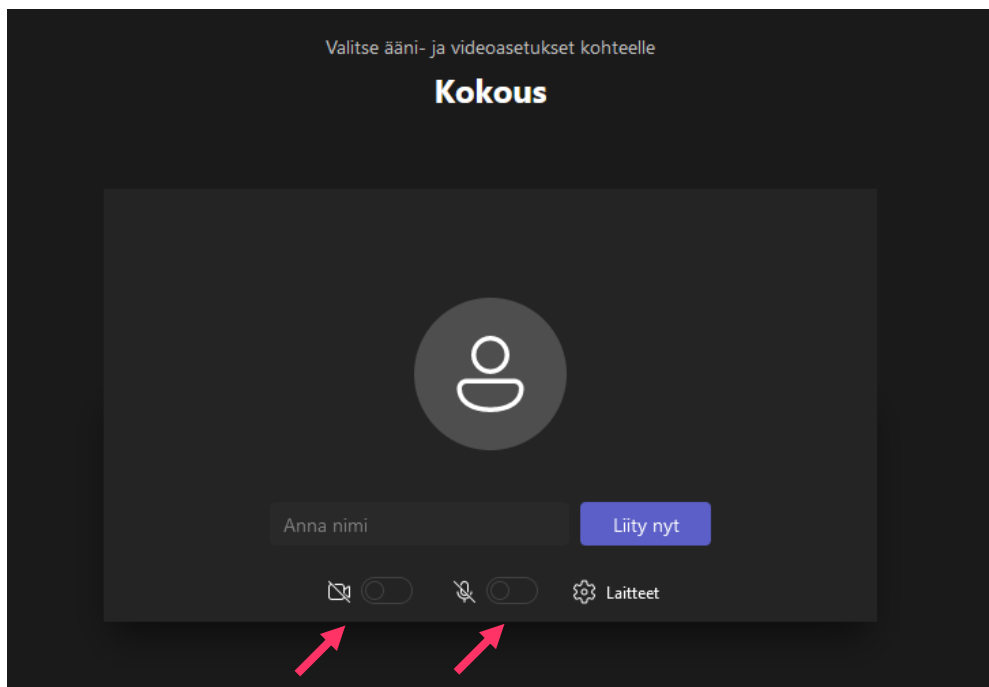 Valitse ääni- ja videoasetukset kohteelle
Kokous
Anna nimi
Liity nyt
Laitteet